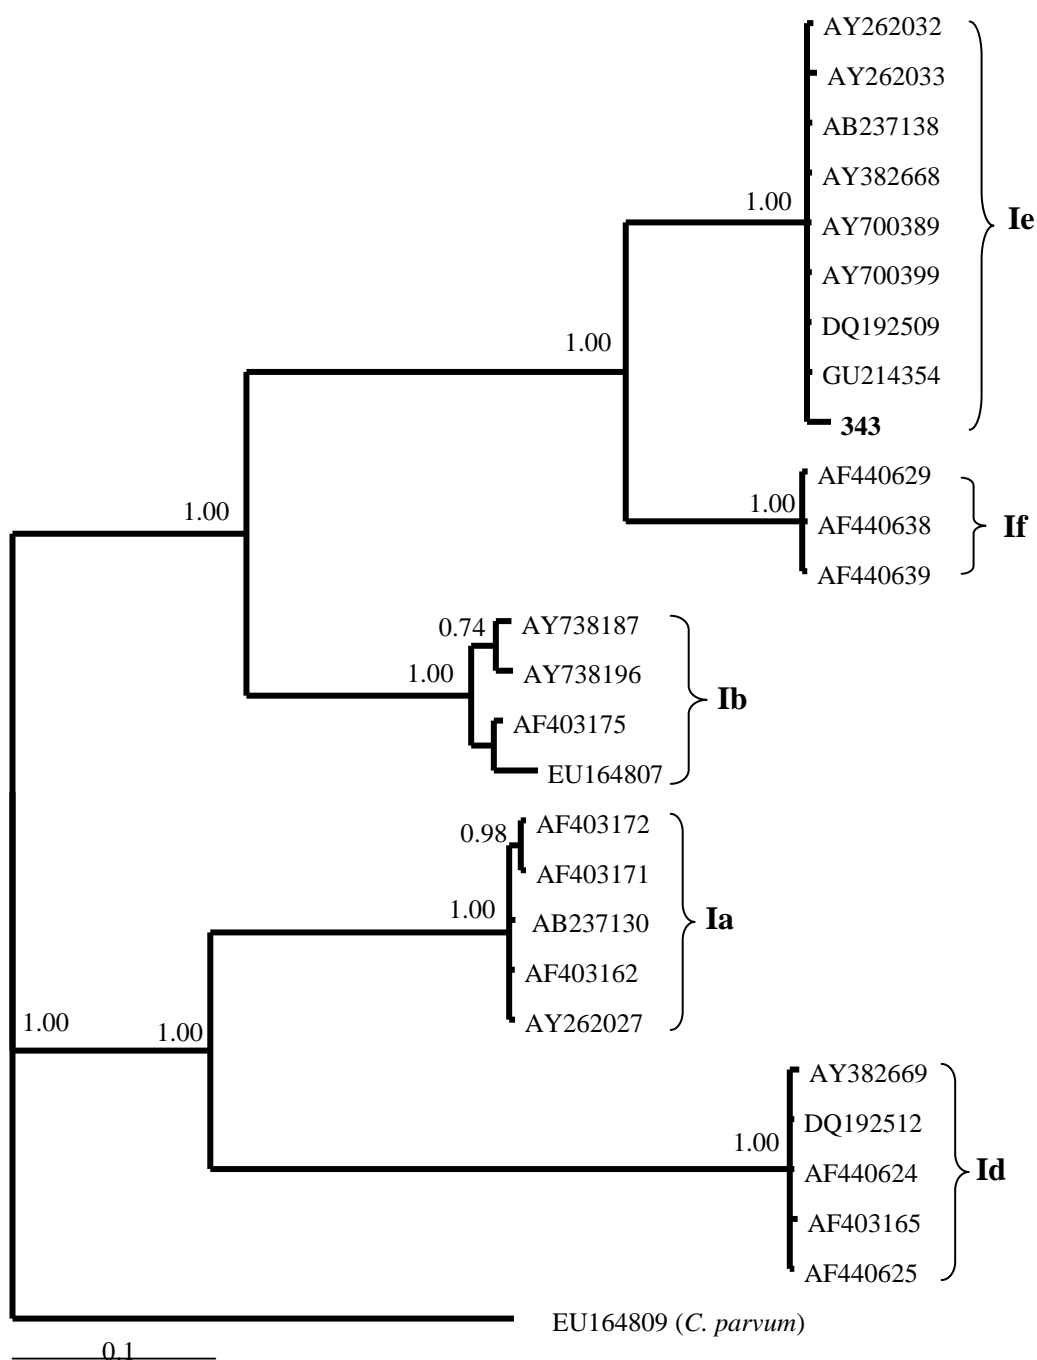 AY262032
AY262033
AB237138
AY382668
1.00
AY700389
Ie
AY700399
DQ192509
1.00
GU214354
343
AF440629
1.00
1.00
AF440638
If
AF440639
0.74
AY738187
1.00
AY738196
Ib
AF403175
EU164807
0.98
AF403172
AF403171
1.00
AB237130
Ia
AF403162
1.00
1.00
AY262027
AY382669
DQ192512
1.00
AF440624
Id
AF403165
AF440625
EU164809 (C. parvum)
0.1